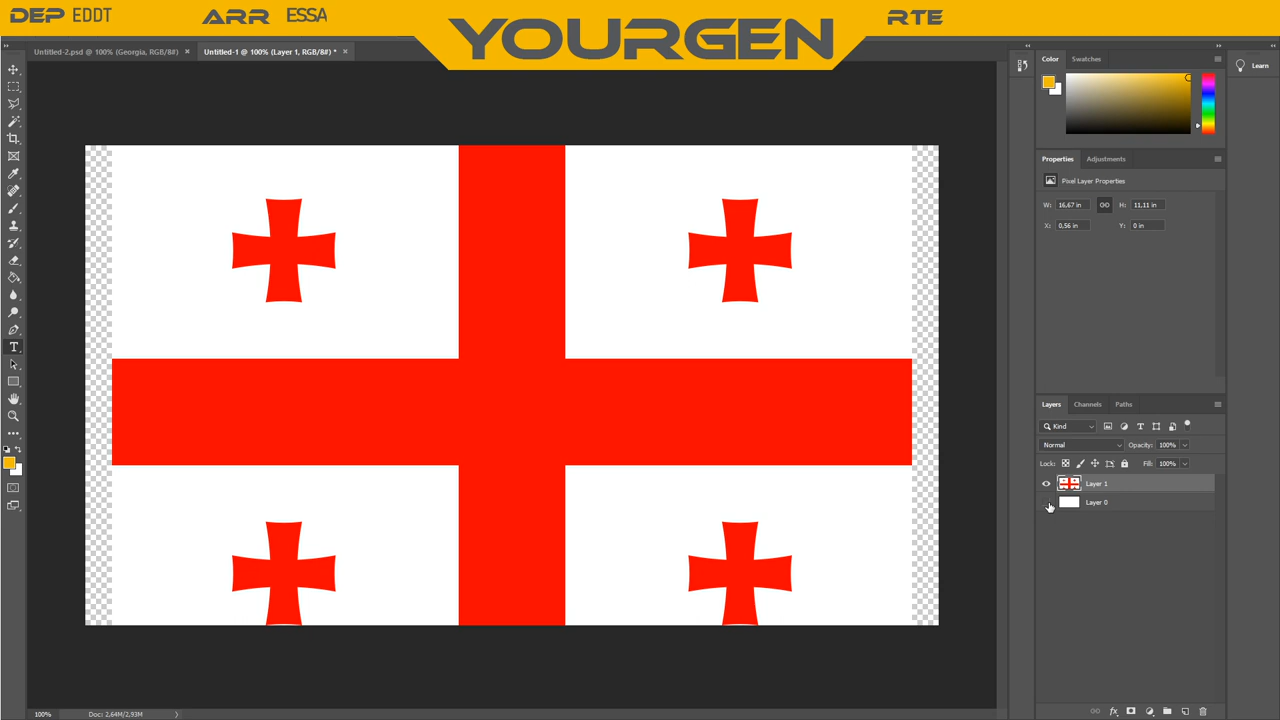 DEP EDDT
ARR ESSA
YOURGEN
RTE
Untitled-2.psd @ 100% (Georgia, RGB/8#) ×
Untitled-1 @ 100% (Layer 1, RGB/8#) * ×
Color
Swatches
Learn
Properties
Adjustments
Pixel Layer Properties
W: 16,67 in
H: 11,11 in
X: 0,56 in
Y: 0 in
Layers
Channels
Paths
Kind
Normal
Opacity: 100%
Lock:
Fill: 100%
Layer 1
Layer 0
100%
Doc: 2,64M/2,93M